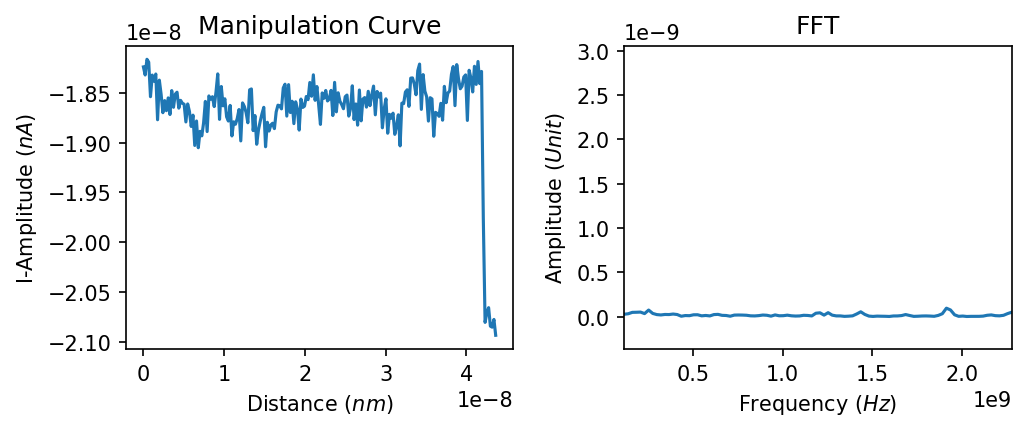 Manipulation Curve
1e−8
−1.85
−1.90
−1.95
−2.00
−2.05
−2.10
I-Amplitude (nA)
0 1 2 3 4
1e−8
Distance (nm)
FFT
1e−9
3.0
2.5
2.0
1.5
1.0
0.5
0.0
Amplitude (Unit)
0.5 1.0 1.5 2.0
1e9
Frequency (Hz)